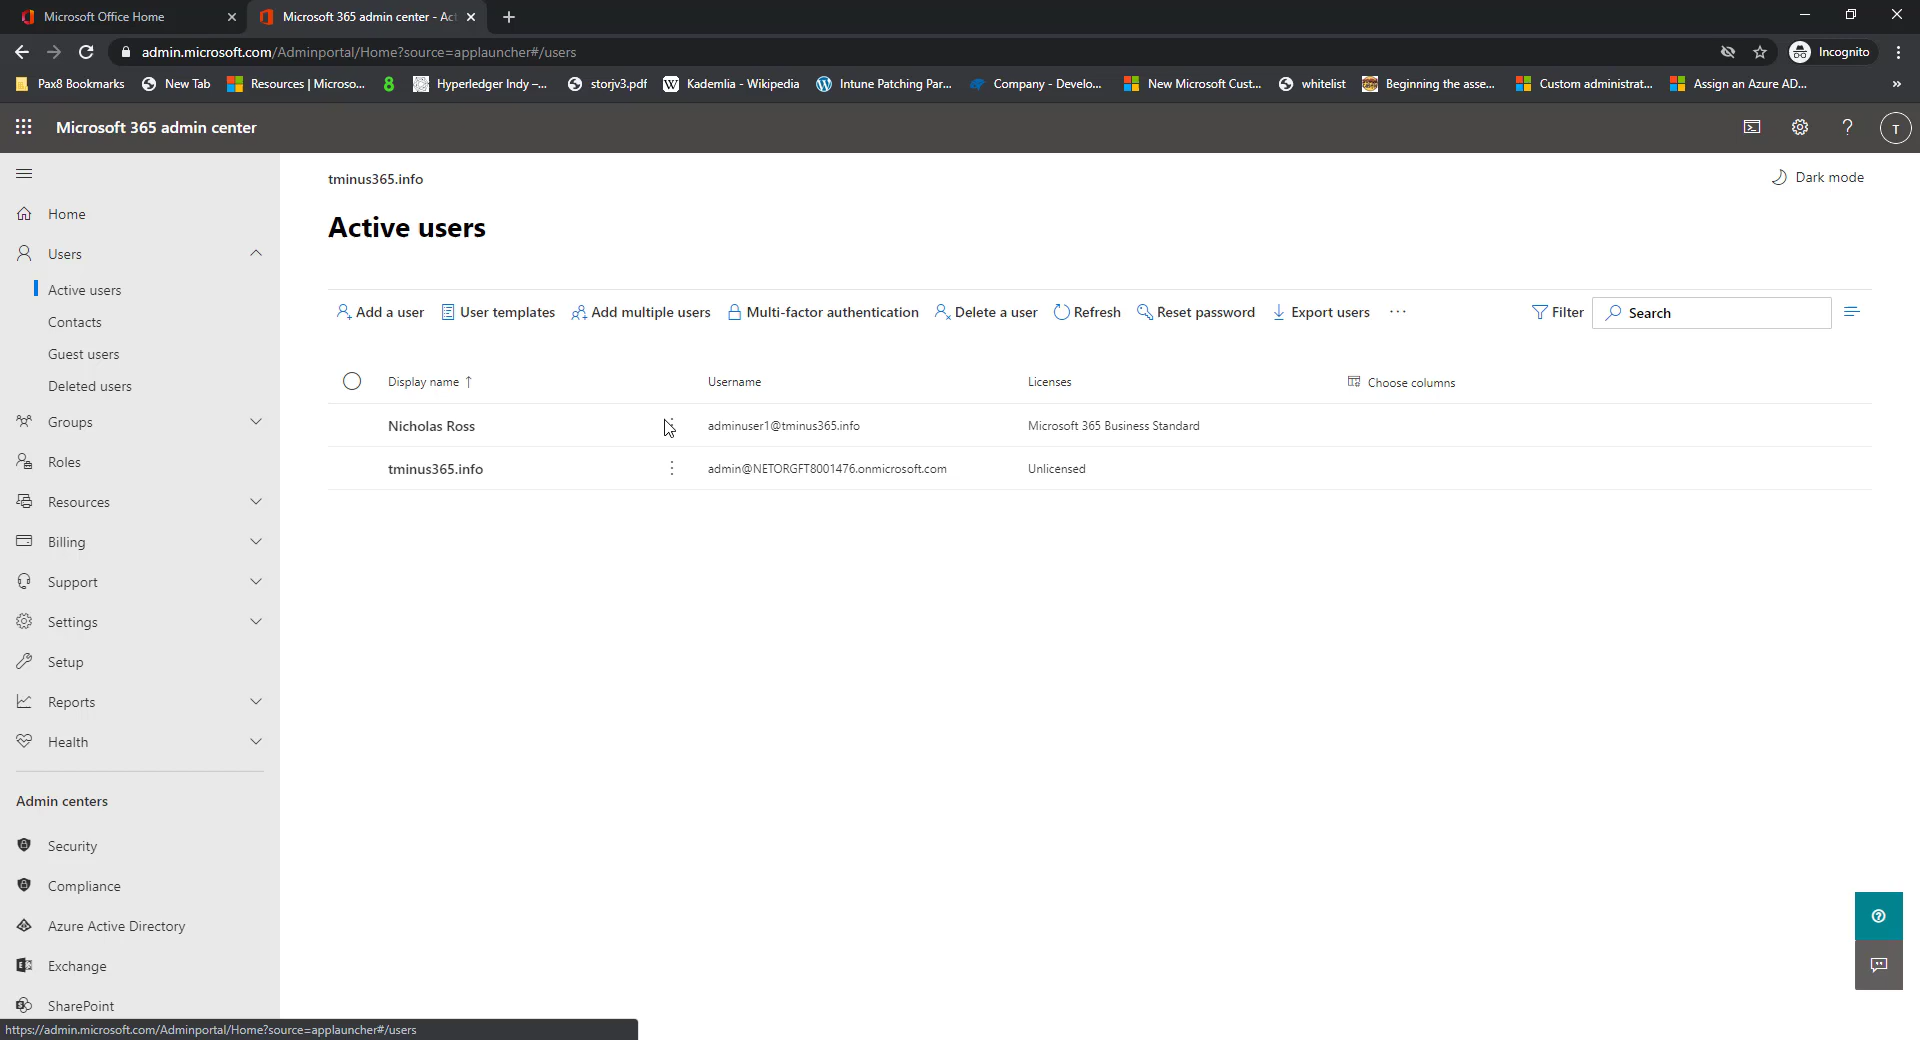 Microsoft Office Home
Microsoft 365 admin center - Act
admin.microsoft.com/Adminportal/Home?source=applauncher#/users
Incognito
Pax8 Bookmarks
New Tab
Resources | Microso...
8
Hyperledger Indy –...
storjv3.pdf
W
Kademlia - Wikipedia
Intune Patching Par...
Company - Develo...
New Microsoft Cust...
whitelist
Beginning the asse...
Custom administrat...
Assign an Azure AD...
»
Microsoft 365 admin center
?
T
tminus365.info
Dark mode
Home
Active users
Users
Active users
Contacts
Guest users
Deleted users
Add a user
User templates
Add multiple users
Multi-factor authentication
Delete a user
Refresh
Reset password
Export users
...
Filter
Search
Display name ↑
Username
Licenses
Choose columns
Nicholas Ross
adminuser1@tminus365.info
Microsoft 365 Business Standard
tminus365.info
admin@NETORGFT8001476.onmicrosoft.com
Unlicensed
Groups
Roles
Resources
Billing
Support
Settings
Setup
Reports
Health
Admin centers
Security
Compliance
Azure Active Directory
Exchange
SharePoint
https://admin.microsoft.com/Adminportal/Home?source=applauncher#/users